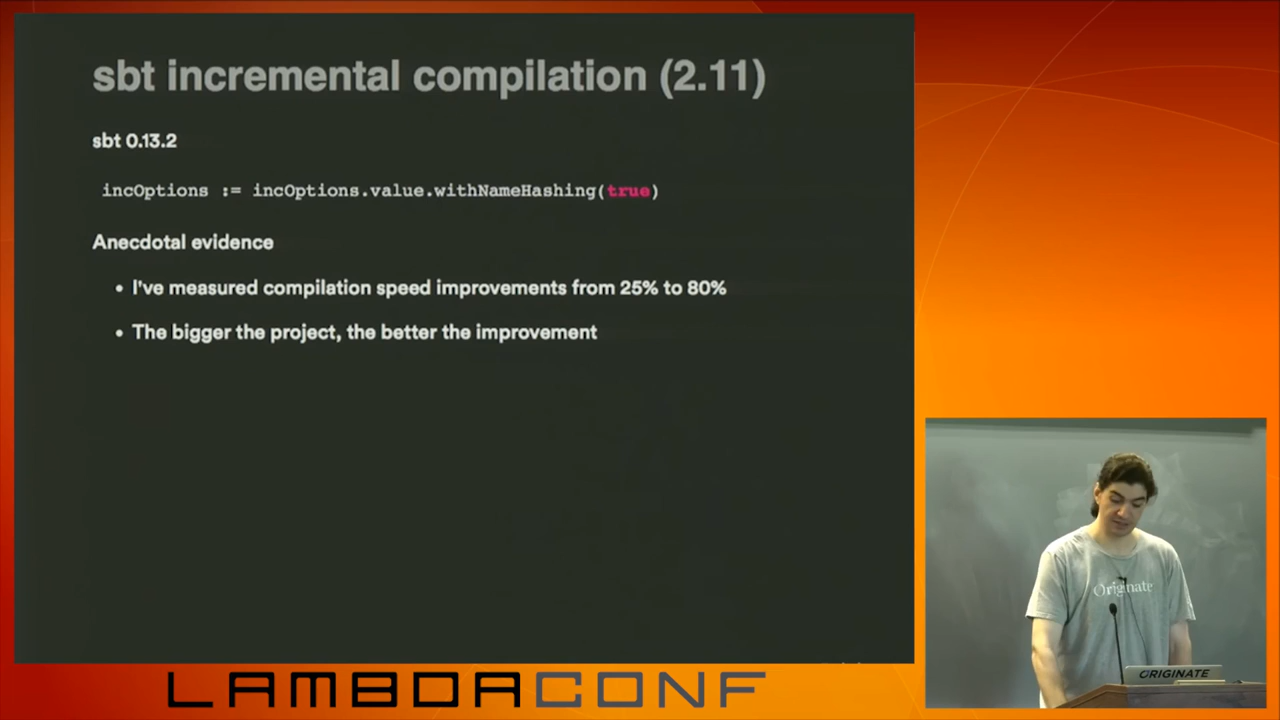 sbt incremental compilation (2.11)
sbt 0.13.2
incOptions := incOptions.value.withNameHashing(true)
Anecdotal evidence
• I've measured compilation speed improvements from 25% to 80%
• The bigger the project, the better the improvement
Originate
ORIGINATE
LAMBDACONF